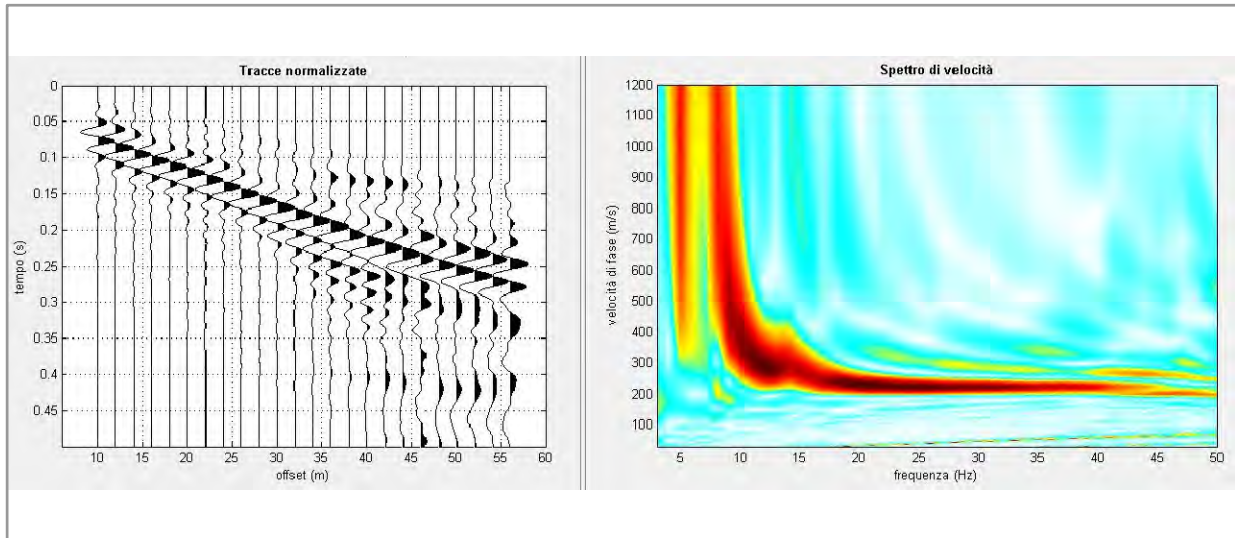 Tracce normalizzate
tempo (s)
0
0.05
0.1
0.15
0.2
0.25
0.3
0.35
0.4
0.45
10 15 20 25 30 35 40 45 50 55 60
offset (m)
Spettro di velocità
velocità di fase (m/s)
1200
1100
1000
900
800
700
600
500
400
300
200
100
5 10 15 20 25 30 35 40 45 50
frequenza (Hz)